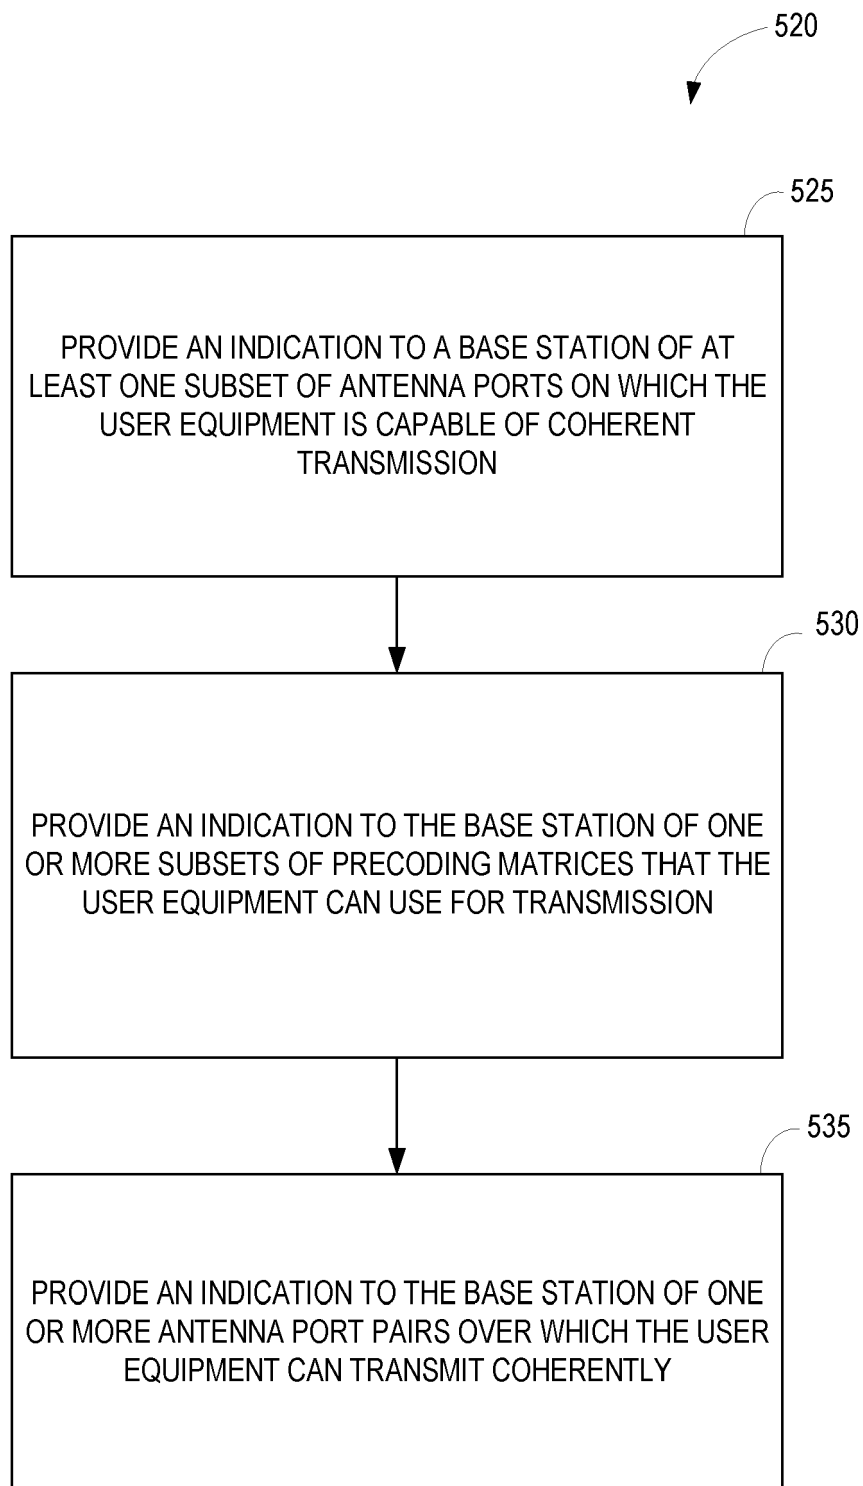 520
525
PROVIDE AN INDICATION TO A BASE STATION OF AT
LEAST ONE SUBSET OF ANTENNA PORTS ON WHICH THE
USER EQUIPMENT IS CAPABLE OF COHERENT
TRANSMISSION
530
PROVIDE AN INDICATION TO THE BASE STATION OF ONE
OR MORE SUBSETS OF PRECODING MATRICES THAT THE
USER EQUIPMENT CAN USE FOR TRANSMISSION
535
PROVIDE AN INDICATION TO THE BASE STATION OF ONE
OR MORE ANTENNA PORT PAIRS OVER WHICH THE USER
EQUIPMENT CAN TRANSMIT COHERENTLY